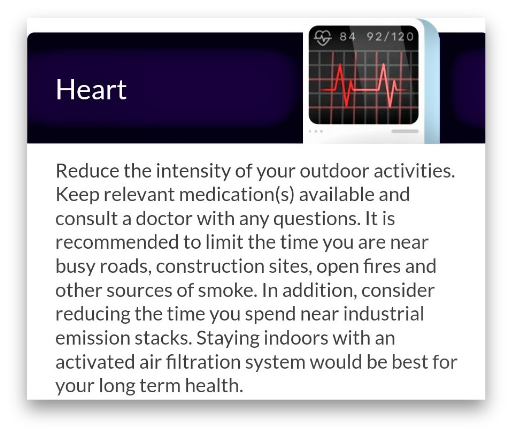 84 92/120
Heart
Reduce the intensity of your outdoor activities.
Keep relevant medication(s) available and
consult a doctor with any questions. It is
recommended to limit the time you are near
busy roads, construction sites, open fires and
other sources of smoke. In addition, consider
reducing the time you spend near industrial
emission stacks. Staying indoors with an
activated air filtration system would be best for
your long term health.